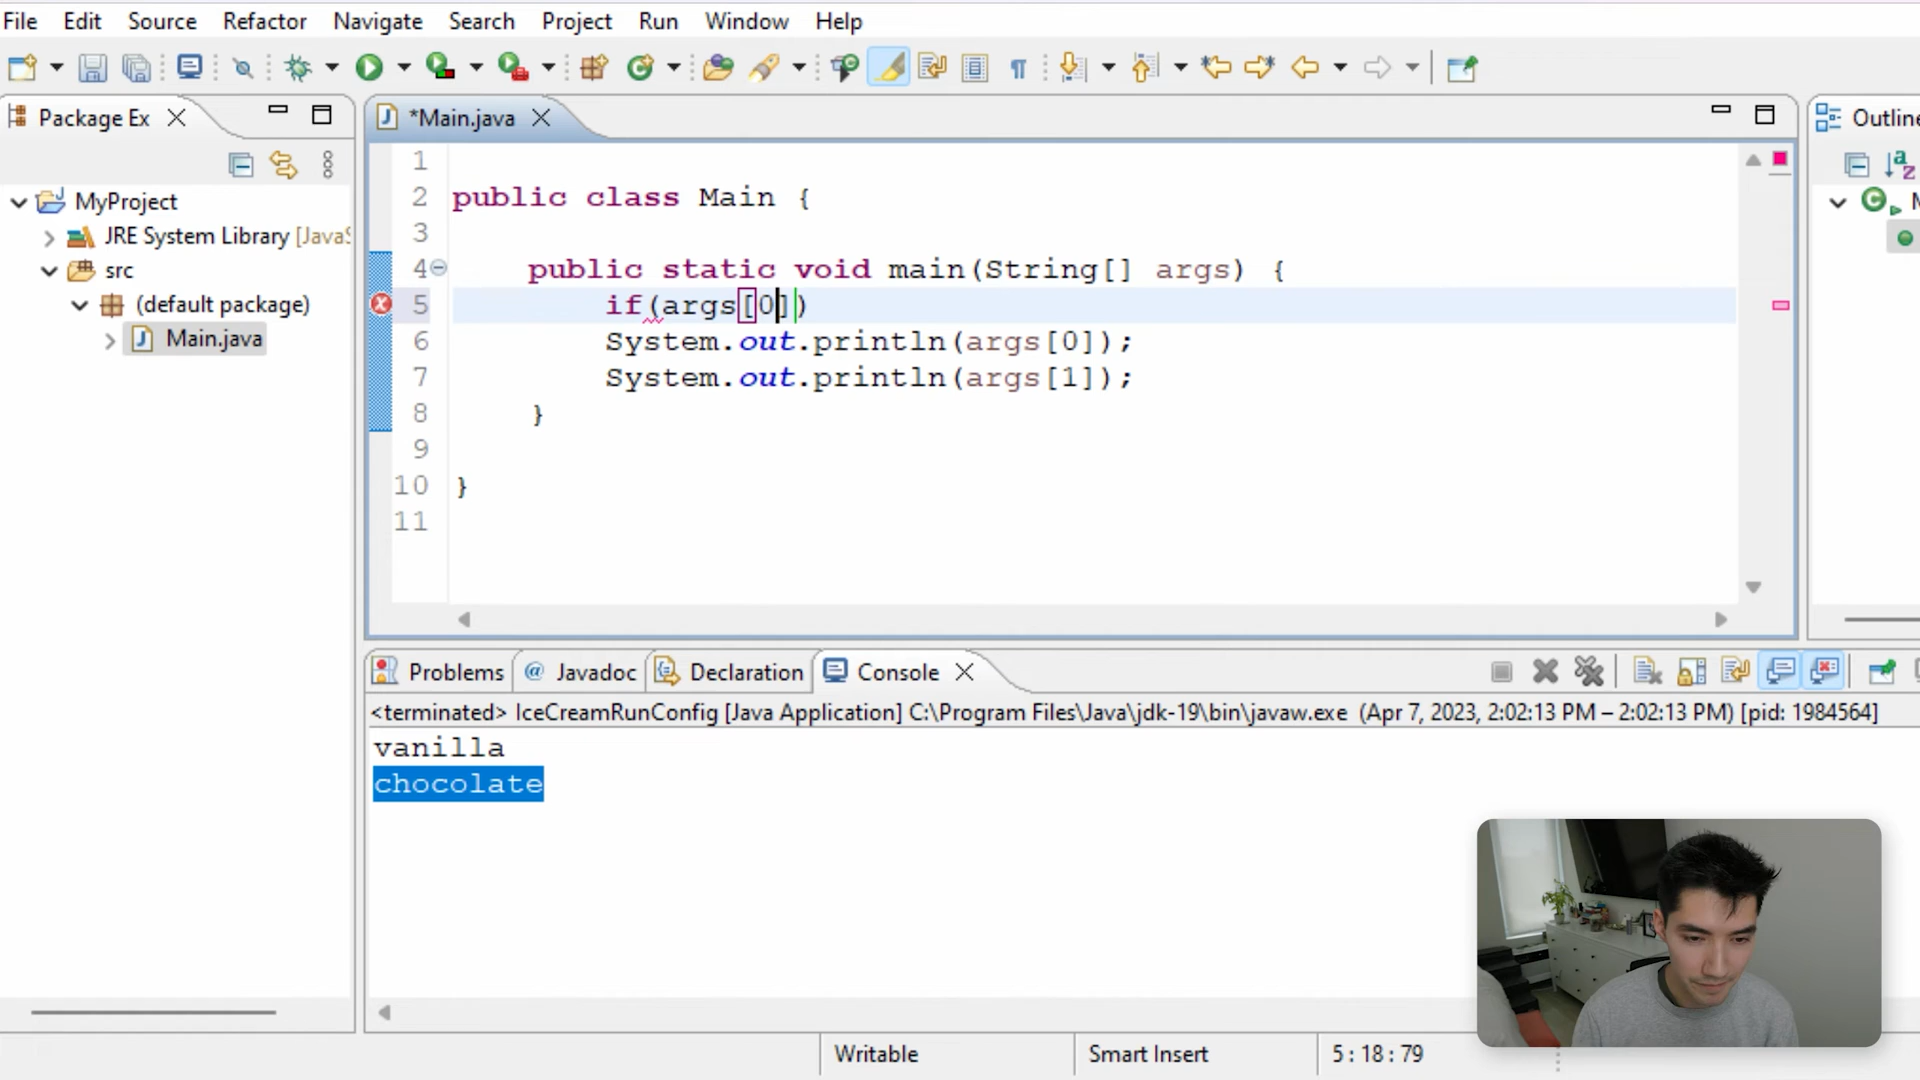 File Edit Source Refactor Navigate Search Project Run Window Help
Package Ex
*Main.java
Outline
MyProject
JRE System Library [JavaS
src
(default package)
Main.java
1
2 public class Main {
3
4 public static void main(String[] args) {
5 if(args[0])
6 System.out.println(args[0]);
7 System.out.println(args[1]);
8 }
9
10 }
11
Problems @ Javadoc Declaration Console
<terminated> IceCreamRunConfig [Java Application] C:\Program Files\Java\jdk-19\bin\javaw.exe (Apr 7, 2023, 2:02:13 PM – 2:02:13 PM) [pid: 1984564]
vanilla
chocolate
Writable Smart Insert 5 : 18 : 79